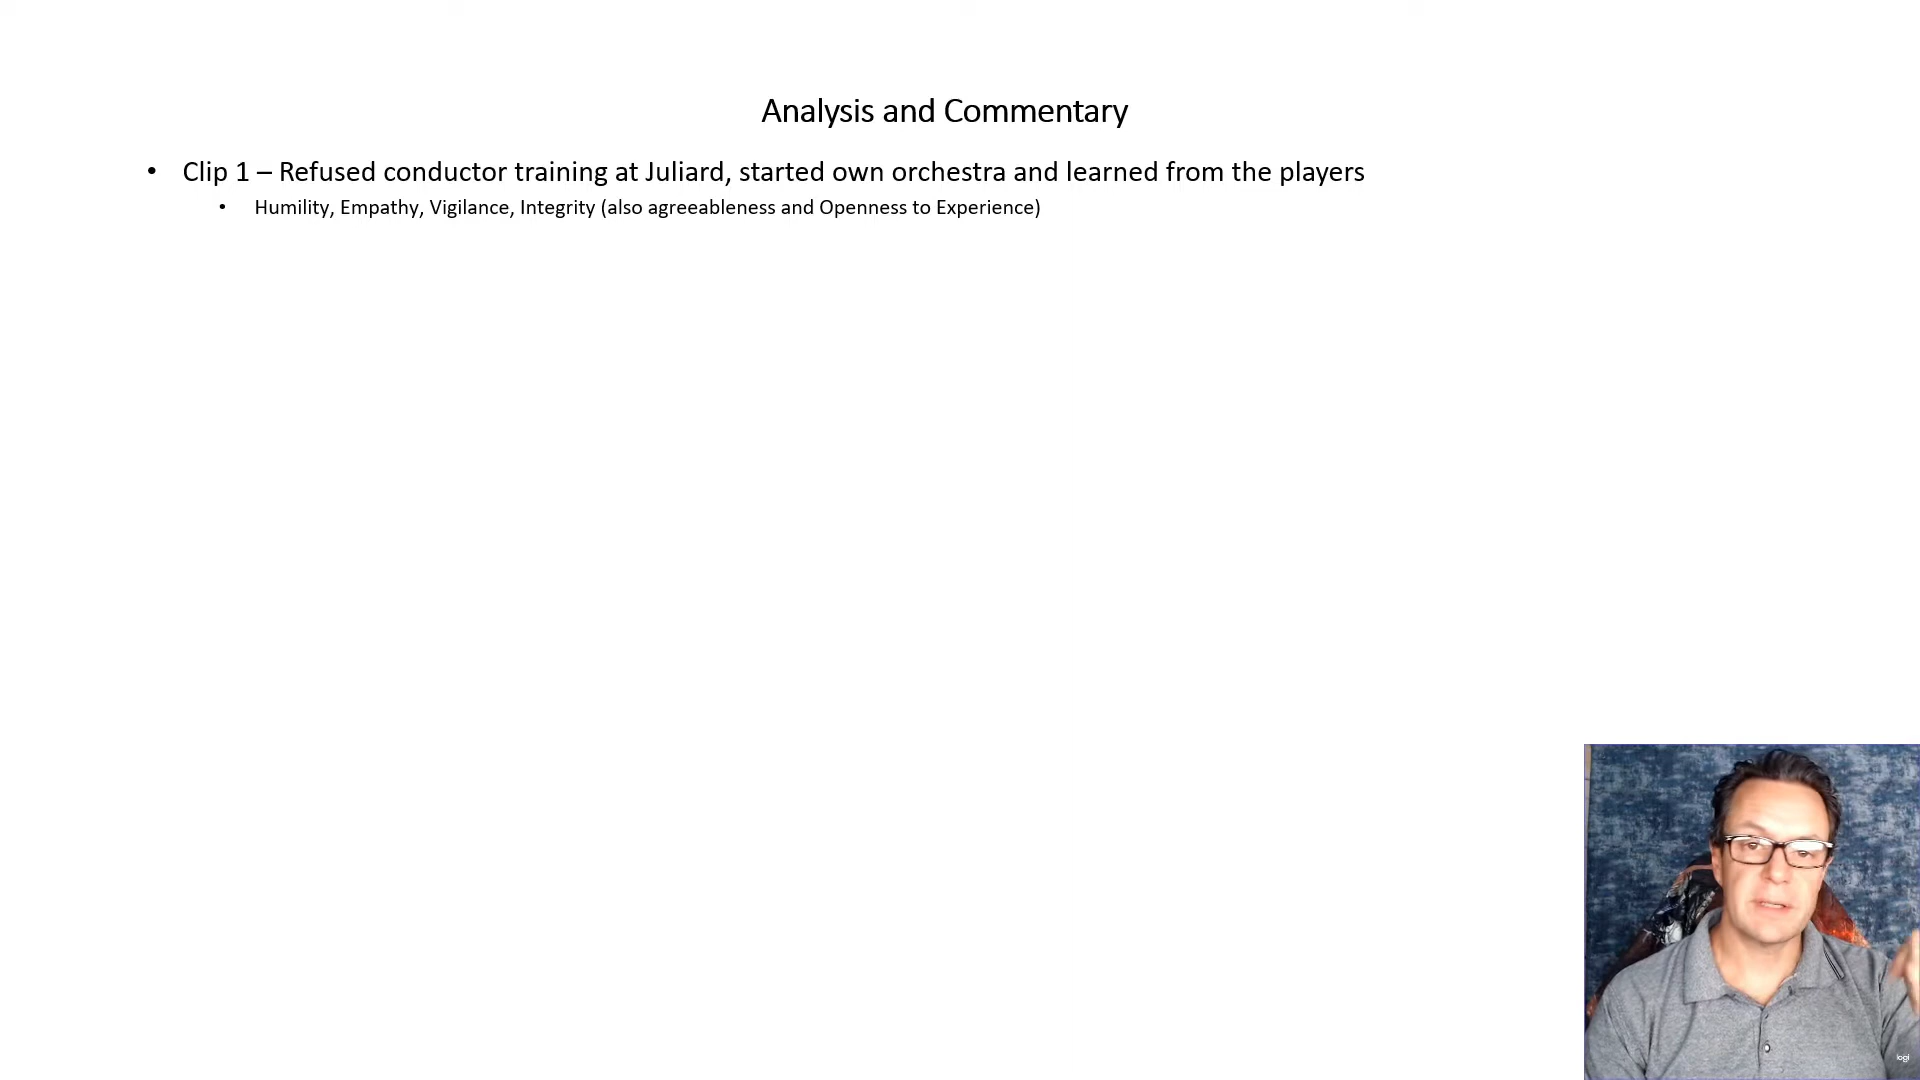 Analysis and Commentary
• Clip 1 – Refused conductor training at Juliard, started own orchestra and learned from the players
• Humility, Empathy, Vigilance, Integrity (also agreeableness and Openness to Experience)
logi